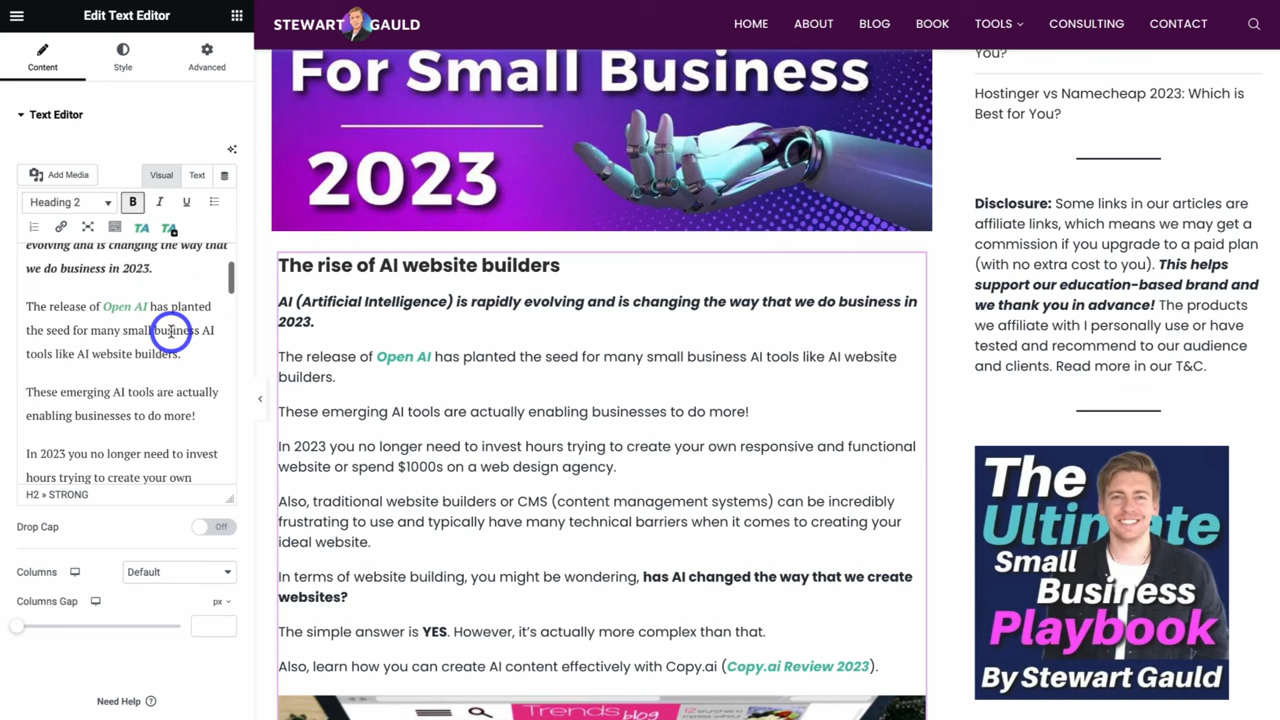 Edit Text Editor
Content
Style
Advanced
Text Editor
Add Media
Visual
Text
Heading 2
B
I
U
TA
TA
evolving and is changing the way that
we do business in 2023.
The release of Open AI has planted
the seed for many small business AI
tools like AI website builders.
These emerging AI tools are actually
enabling businesses to do more!
In 2023 you no longer need to invest
hours trying to create your own
H2 » STRONG
Drop Cap
Off
Columns
Default
Columns Gap
px
Need Help
STEWART GAULD
HOME
ABOUT
BLOG
BOOK
TOOLS
CONSULTING
CONTACT
For Small Business
2023
The rise of AI website builders
AI (Artificial Intelligence) is rapidly evolving and is changing the way that we do business in
2023.
The release of Open AI has planted the seed for many small business AI tools like AI website
builders.
These emerging AI tools are actually enabling businesses to do more!
In 2023 you no longer need to invest hours trying to create your own responsive and functional
website or spend $1000s on a web design agency.
Also, traditional website builders or CMS (content management systems) can be incredibly
frustrating to use and typically have many technical barriers when it comes to creating your
ideal website.
In terms of website building, you might be wondering, has AI changed the way that we create
websites?
The simple answer is YES. However, it’s actually more complex than that.
Also, learn how you can create AI content effectively with Copy.ai (Copy.ai Review 2023).
Trends blog
You?
Hostinger vs Namecheap 2023: Which is
Best for You?
Disclosure: Some links in our articles are
affiliate links, which means we may get a
commission if you upgrade to a paid plan
(with no extra cost to you). This helps
support our education-based brand and
and we thank you in advance! The products
we affiliate with I personally use or have
tested and recommend to our audience
and clients. Read more in our T&C.
The
Ultimate
Small
Business
Playbook
By Stewart Gauld